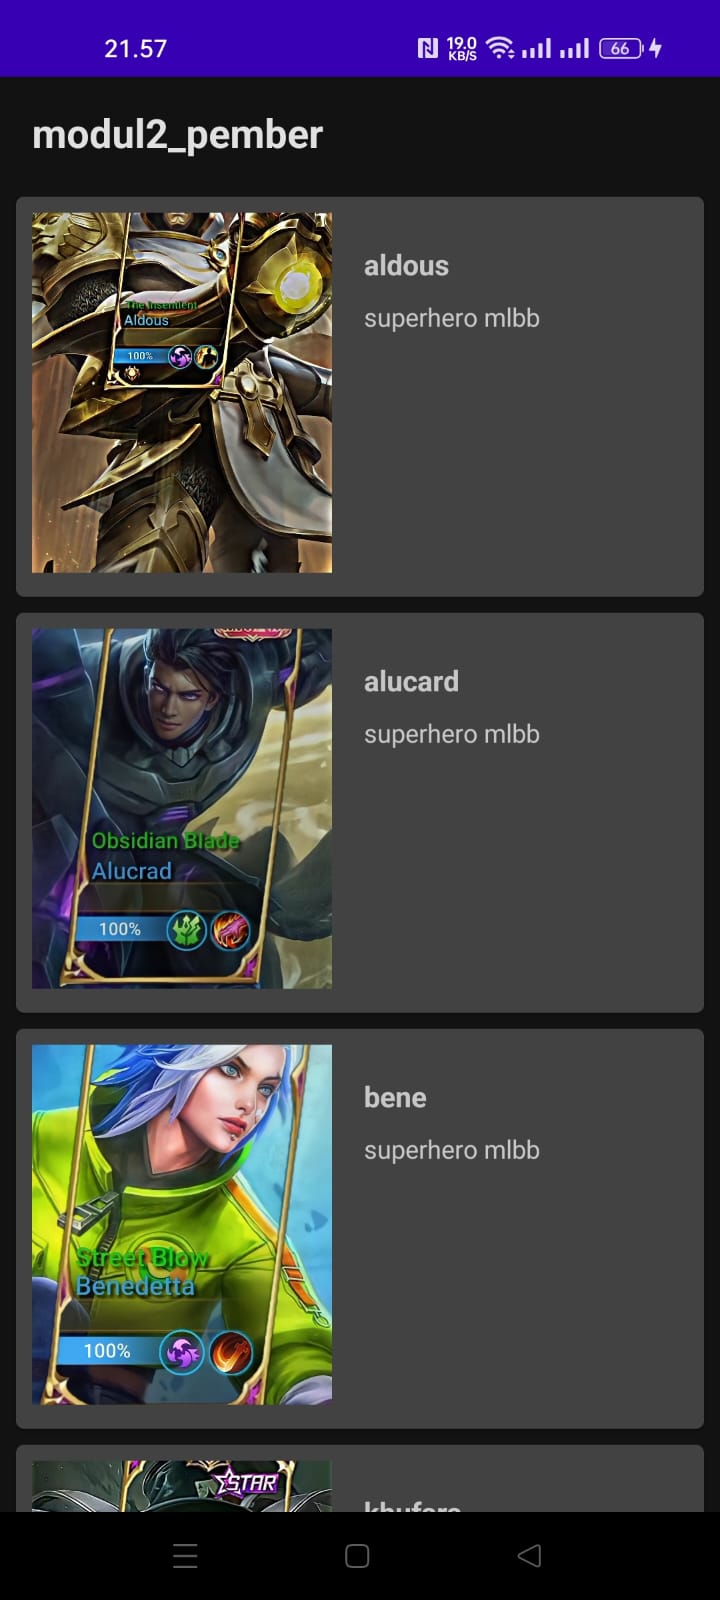 21.57
19.0
KB/S
66
modul2_pember
The Insentient
Aldous
100%
aldous
superhero mlbb
Obsidian Blade
Alucrad
100%
alucard
superhero mlbb
Street Blow
Benedetta
100%
bene
superhero mlbb
STAR